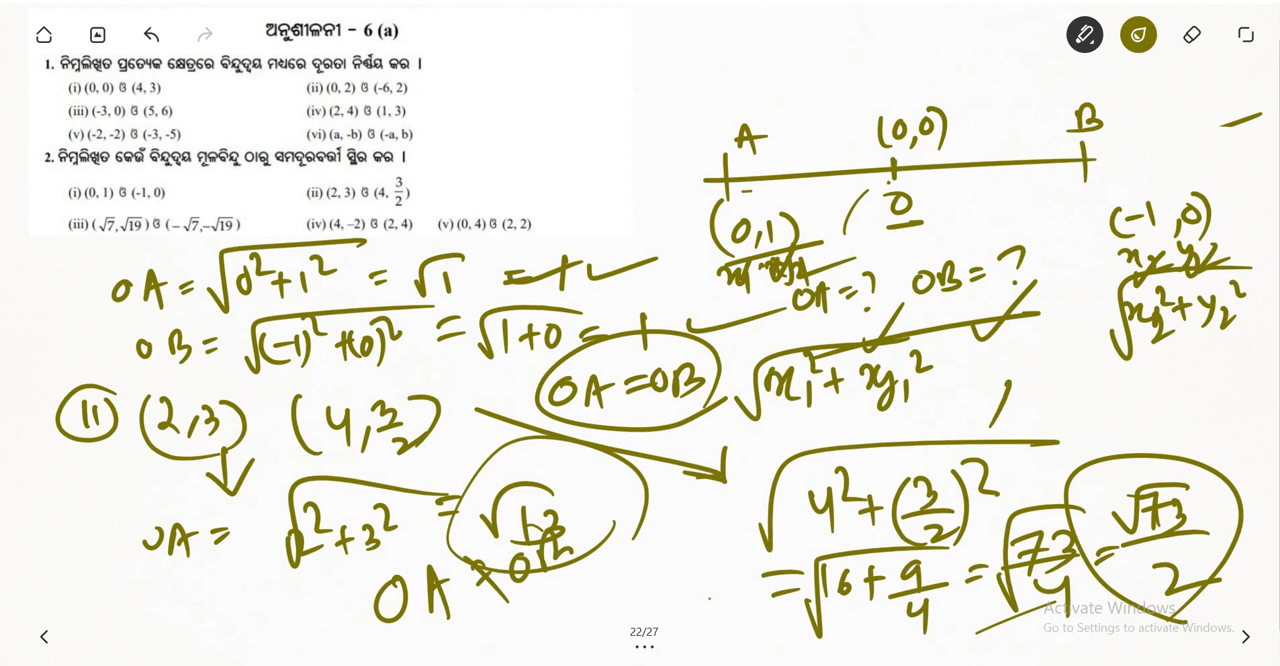 ଅନୁଶୀଳନୀ - 6 (a)
1. ନିମ୍ନଲିଖିତ ପ୍ରତ୍ୟେକ କ୍ଷେତ୍ରରେ ବିନ୍ଦୁଦ୍ୱୟ ମଧ୍ୟରେ ଦୂରତା ନିର୍ଣ୍ଣୟ କର ।
(i) (0, 0) ଓ (4, 3) (ii) (0, 2) ଓ (-6, 2)
(iii) (-3, 0) ଓ (5, 6) (iv) (2, 4) ଓ (1, 3)
(v) (-2, -2) ଓ (-3, -5) (vi) (a, -b) ଓ (-a, b)
2. ନିମ୍ନଲିଖିତ କେଉଁ ବିନ୍ଦୁଦ୍ୱୟ ମୂଳବିନ୍ଦୁ ଠାରୁ ସମଦୂରବର୍ତ୍ତୀ ସ୍ଥିର କର ।
(i) (0, 1) ଓ (-1, 0) (ii) (2, 3) ଓ (4, 3/2)
(iii) (√7,√19) ଓ (-√7,-√19) (iv) (4, -2) ଓ (2, 4) (v) (0, 4) ଓ (2, 2)
A (0,0) B
O
(0,1) (-1,0)
OA = ? OB = ?
√x₂²+y₂²
OA = √0²+1² = √1 = 1
OB = √(-1)²+(0)² = √1+0 = 1
OA = OB
(ii) (2,3) (4,3/2)
OA = √2²+3² = √13
√4²+(3/2)²
= √16+9/4 = √73/4 = √73/2
OA ≠ OB
Activate Windows
Go to Settings to activate Windows.
22/27